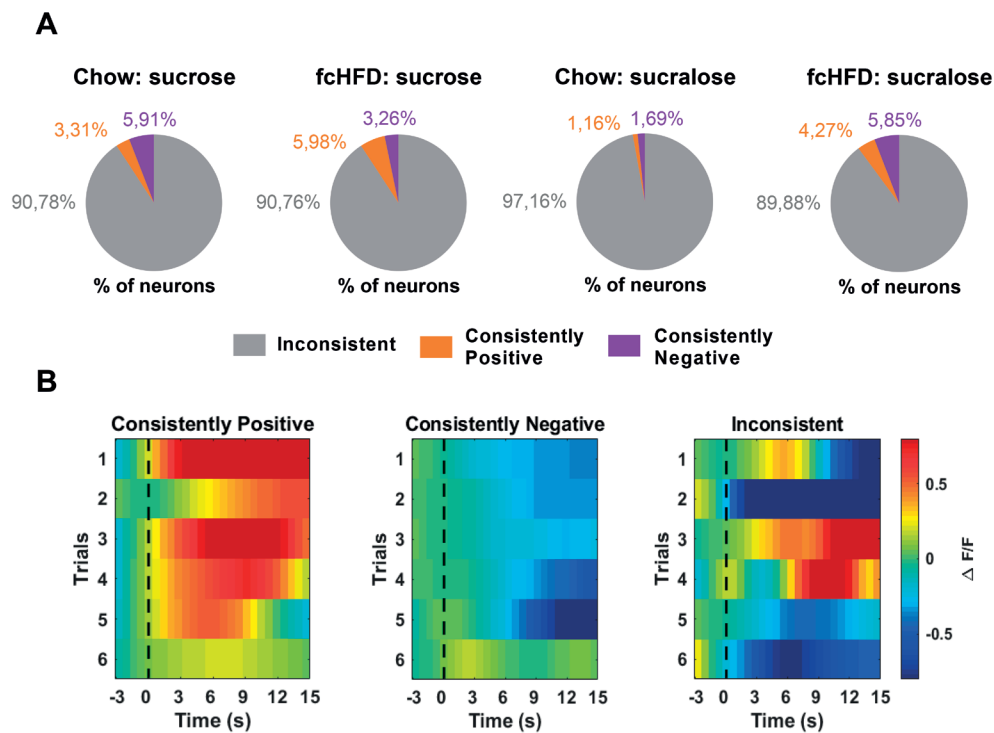 A
Chow: sucrose
fcHFD: sucrose
Chow: sucralose
fcHFD: sucralose
5,91%
3,31%
90,78%
% of neurons
3,26%
5,98%
90,76%
% of neurons
1,69%
1,16%
97,16%
% of neurons
5,85%
4,27%
89,88%
% of neurons
Inconsistent
Consistently
Positive
Consistently
Negative
B
Consistently Positive
Trials
1
2
3
4
5
6
-3 0 3 6 9 12 15
Time (s)
Consistently Negative
Trials
1
2
3
4
5
6
-3 0 3 6 9 12 15
Time (s)
Inconsistent
Trials
1
2
3
4
5
6
-3 0 3 6 9 12 15
Time (s)
0.5
0
-0.5
△ F/F